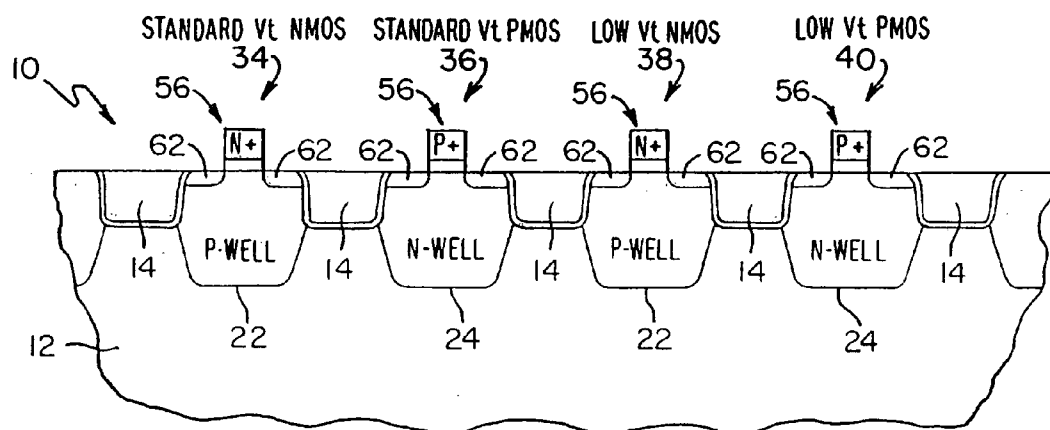 STANDARD Vt NMOS STANDARD Vt PMOS LOW Vt NMOS LOW Vt PMOS
34 36 38 40
10
56 56 56 56
N+ P+ N+ P+
62 62 62 62 62 62 62 62
14 P-WELL 14 N-WELL 14 P-WELL 14 N-WELL 14
12 22 24 22 24